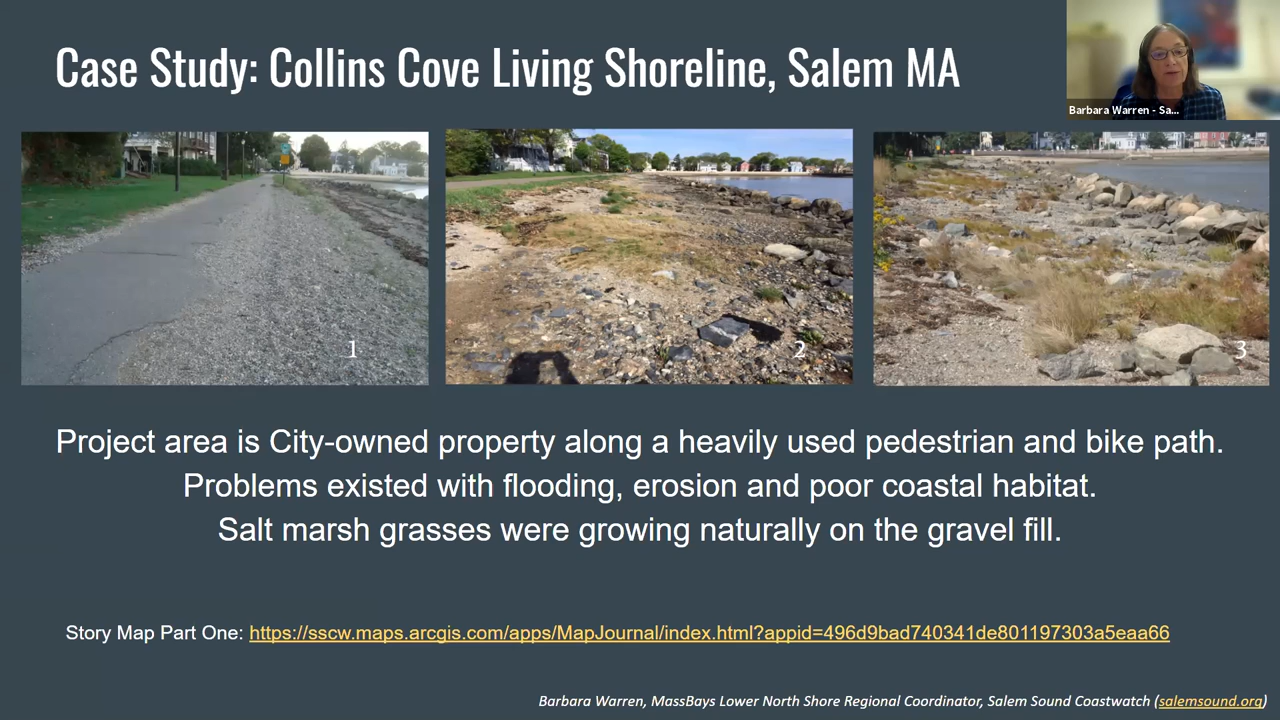 Case Study: Collins Cove Living Shoreline, Salem MA
Barbara Warren - Sa...
1
2
3
Project area is City-owned property along a heavily used pedestrian and bike path.
Problems existed with flooding, erosion and poor coastal habitat.
Salt marsh grasses were growing naturally on the gravel fill.
Story Map Part One: https://sscw.maps.arcgis.com/apps/MapJournal/index.html?appid=496d9bad740341de801197303a5eaa66
Barbara Warren, MassBays Lower North Shore Regional Coordinator, Salem Sound Coastwatch (salemsound.org)